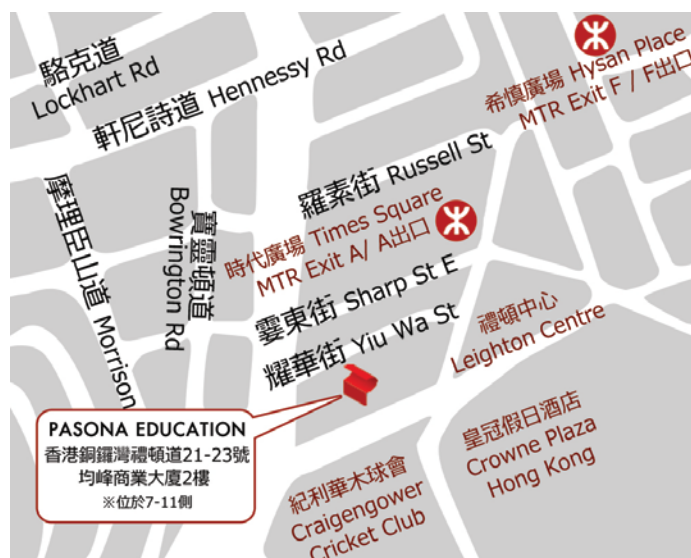 駱克道
Lockhart Rd
軒尼詩道 Hennessy Rd
希慎廣場 Hysan Place
MTR Exit F / F出口
摩理臣山道 Morrison
寶靈頓道
Bowrington Rd
羅素街 Russell St
時代廣場 Times Square
MTR Exit A/ A出口
霎東街 Sharp St E
耀華街 Yiu Wa St
禮頓中心
Leighton Centre
PASONA EDUCATION
香港銅鑼灣禮頓道21-23號
均峰商業大廈2樓
※位於7-11側
皇冠假日酒店
Crowne Plaza
Hong Kong
紀利華木球會
Craigengower
Cricket Club